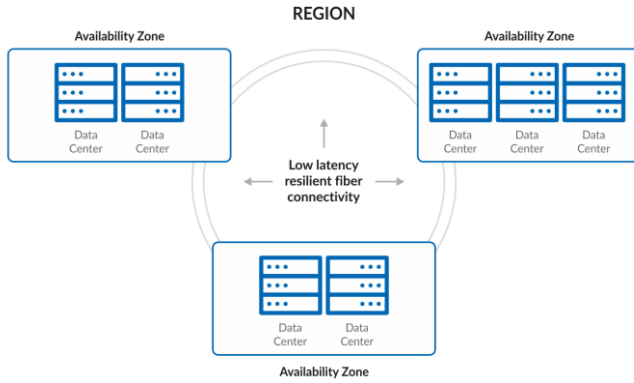 REGION
Availability Zone
Data
Center
Data
Center
Availability Zone
Data
Center
Data
Center
Data
Center
Low latency
resilient fiber
connectivity
Data
Center
Data
Center
Availability Zone